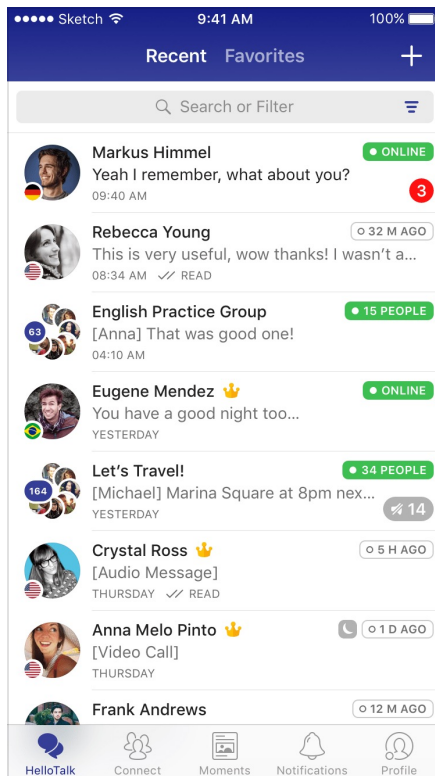 Sketch 9:41 AM 100%
Recent Favorites
Search or Filter
Markus Himmel ONLINE
Yeah I remember, what about you?
09:40 AM 3
Rebecca Young 32 M AGO
This is very useful, wow thanks! I wasn't a...
08:34 AM READ
English Practice Group 15 PEOPLE
63
[Anna] That was good one!
04:10 AM
Eugene Mendez ONLINE
You have a good night too...
YESTERDAY
Let's Travel! 34 PEOPLE
164
[Michael] Marina Square at 8pm nex...
YESTERDAY 14
Crystal Ross 5 H AGO
[Audio Message]
THURSDAY READ
Anna Melo Pinto 1 D AGO
[Video Call]
THURSDAY
Frank Andrews 12 M AGO
HelloTalk Connect Moments Notifications Profile